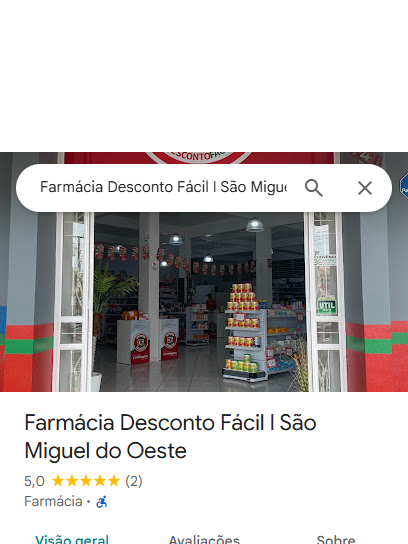 DESCONTOFÁC
Farmácia Desconto Fácil | São Migue
ÚTIL
Farmácia Desconto Fácil | São
Miguel do Oeste
5,0 (2)
Farmácia ·
Visão geral Avaliações Sobre